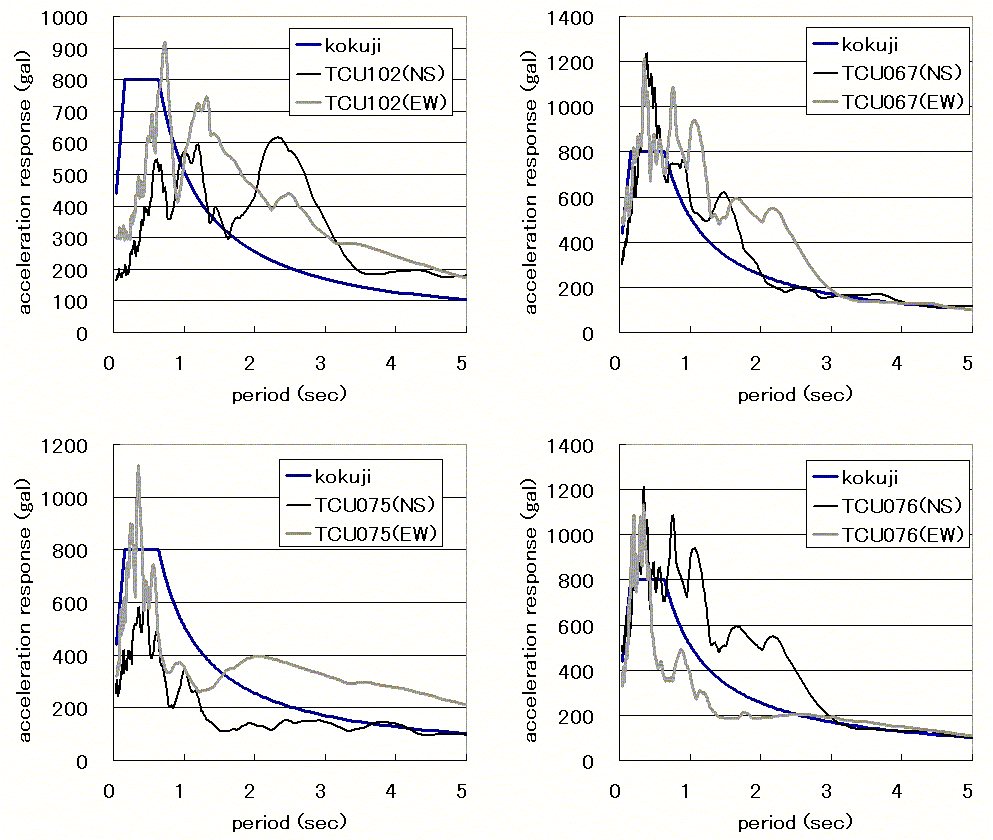 1000
900
800
700
600
500
400
300
200
100
0
acceleration response (gal)
kokuji
TCU102(NS)
TCU102(EW)
0 1 2 3 4 5
period (sec)
1400
1200
1000
800
600
400
200
0
acceleration response (gal)
kokuji
TCU067(NS)
TCU067(EW)
0 1 2 3 4 5
period (sec)
1200
1000
800
600
400
200
0
acceleration response (gal)
kokuji
TCU075(NS)
TCU075(EW)
0 1 2 3 4 5
period (sec)
1400
1200
1000
800
600
400
200
0
acceleration response (gal)
kokuji
TCU076(NS)
TCU076(EW)
0 1 2 3 4 5
period (sec)